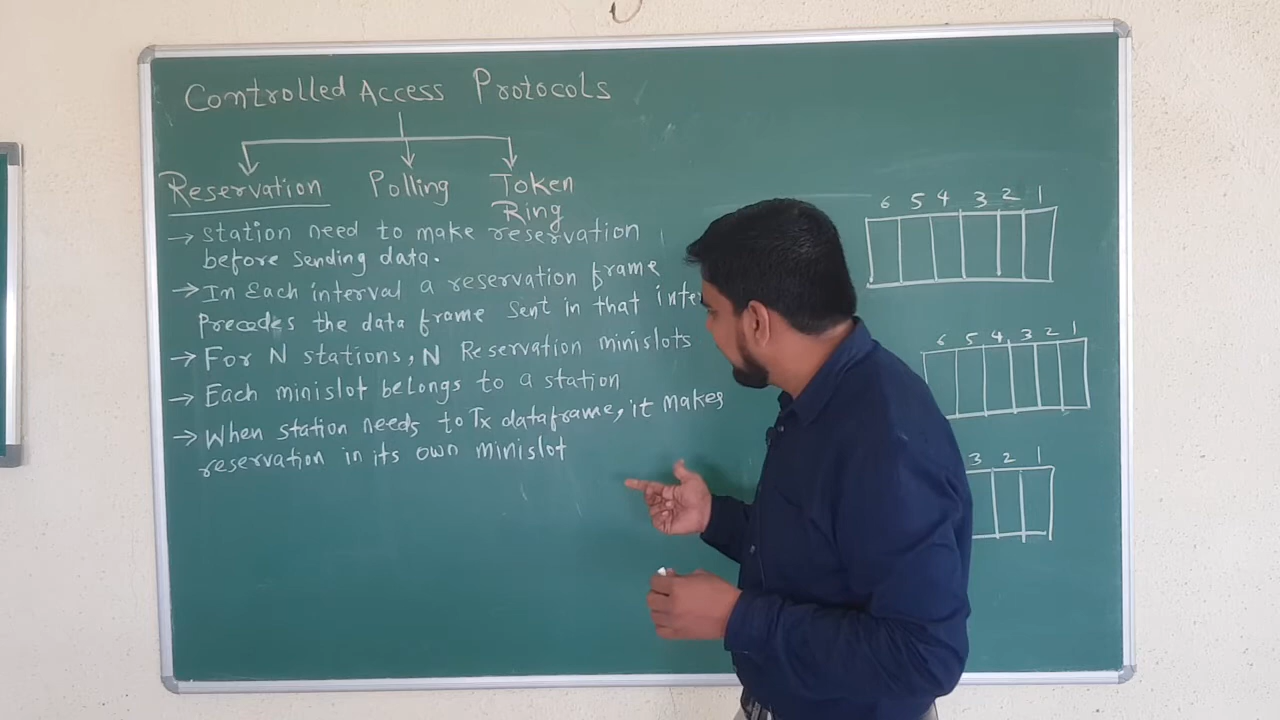 Controlled Access Protocols
Reservation Polling Token
Ring
→ Station need to make reservation
before sending data.
→ In Each interval a reservation frame
Precedes the data frame sent in that
→ For N stations, N Reservation minislots
→ Each minislot belongs to a station
→ When station needs to Tx dataframe, it makes
reservation in its own minislot
6 5 4 3 2 1
6 5 4 3 2 1
3 2 1